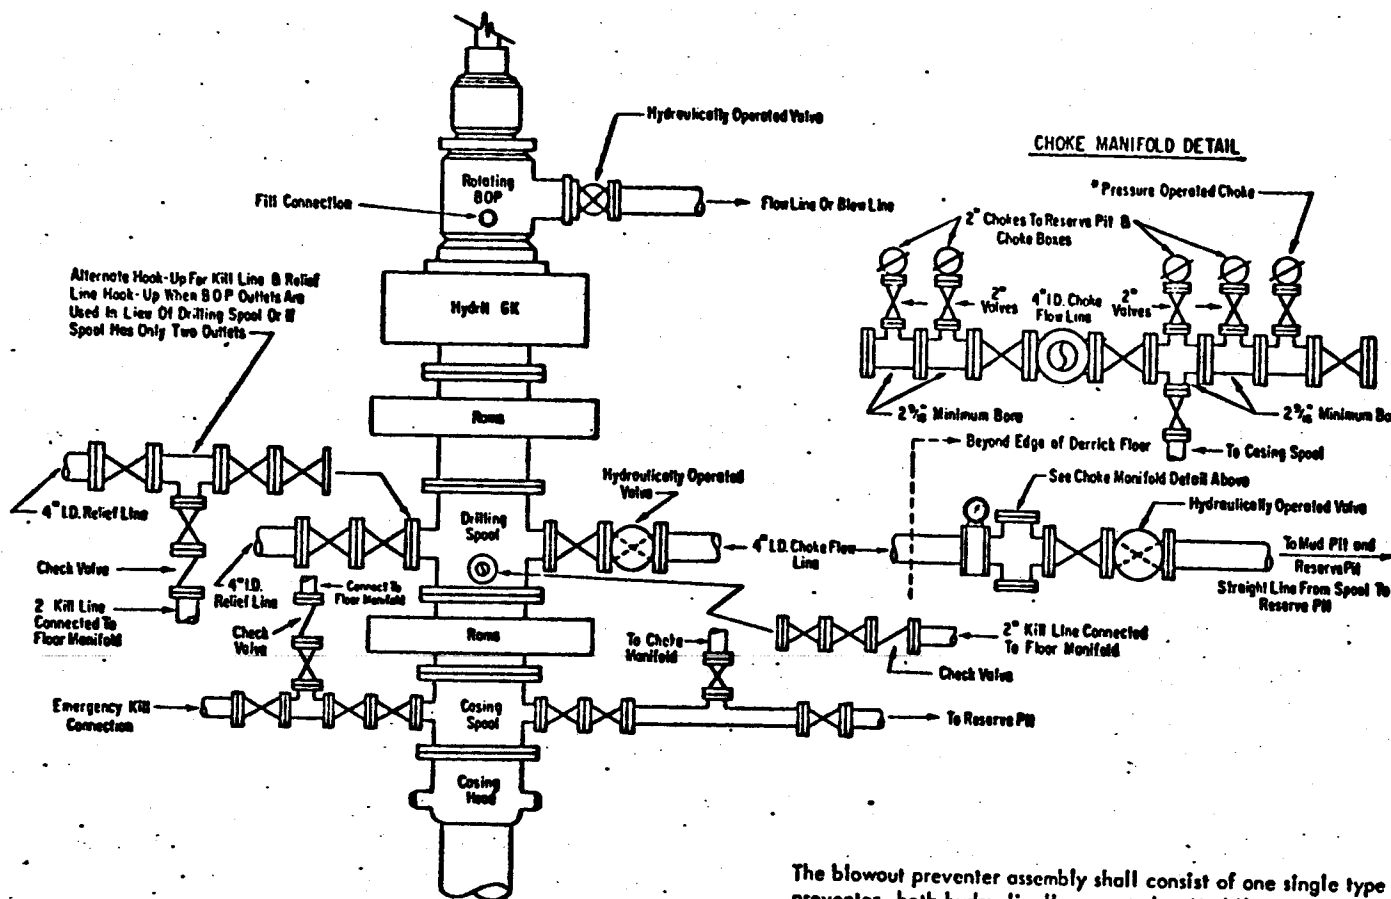 Hydraulically Operated Valve
CHOKE MANIFOLD DETAIL
* Pressure Operated Choke
Rotating
BOP
Fill Connection
Flow Line Or Blow Line
2" Chokes To Reserve Pit &
Choke Boxes
Alternate Hook-Up For Kill Line & Relief
Line Hook-Up When BOP Outlets Are
Used In Lieu Of Drilling Spool Or If
Spool Has Only Two Outlets
Hydril GK
2"
Valves
4" I.D. Choke
Flow Line
2"
Valves
Rams
2 9/16" Minimum Bore
2 9/16" Minimum Bo
Beyond Edge of Derrick Floor
To Casing Spool
See Choke Manifold Detail Above
Hydraulically Operated
Valve
Hydraulically Operated Valve
4" I.D. Relief Line
Drilling
Spool
4" I.D. Choke Flow
Line
To Mud Pit and
Reserve Pit
Straight Line From Spool To
Reserve Pit
Check Valve
4" I.D.
Relief Line
Connect To
Floor Manifold
2 Kill Line
Connected To
Floor Manifold
Check
Valve
Rams
To Choke
Manifold
2" Kill Line Connected
To Floor Manifold
Check Valve
Emergency Kill
Connection
Casing
Spool
To Reserve Pit
Casing
Head
The blowout preventer assembly shall consist of one single type